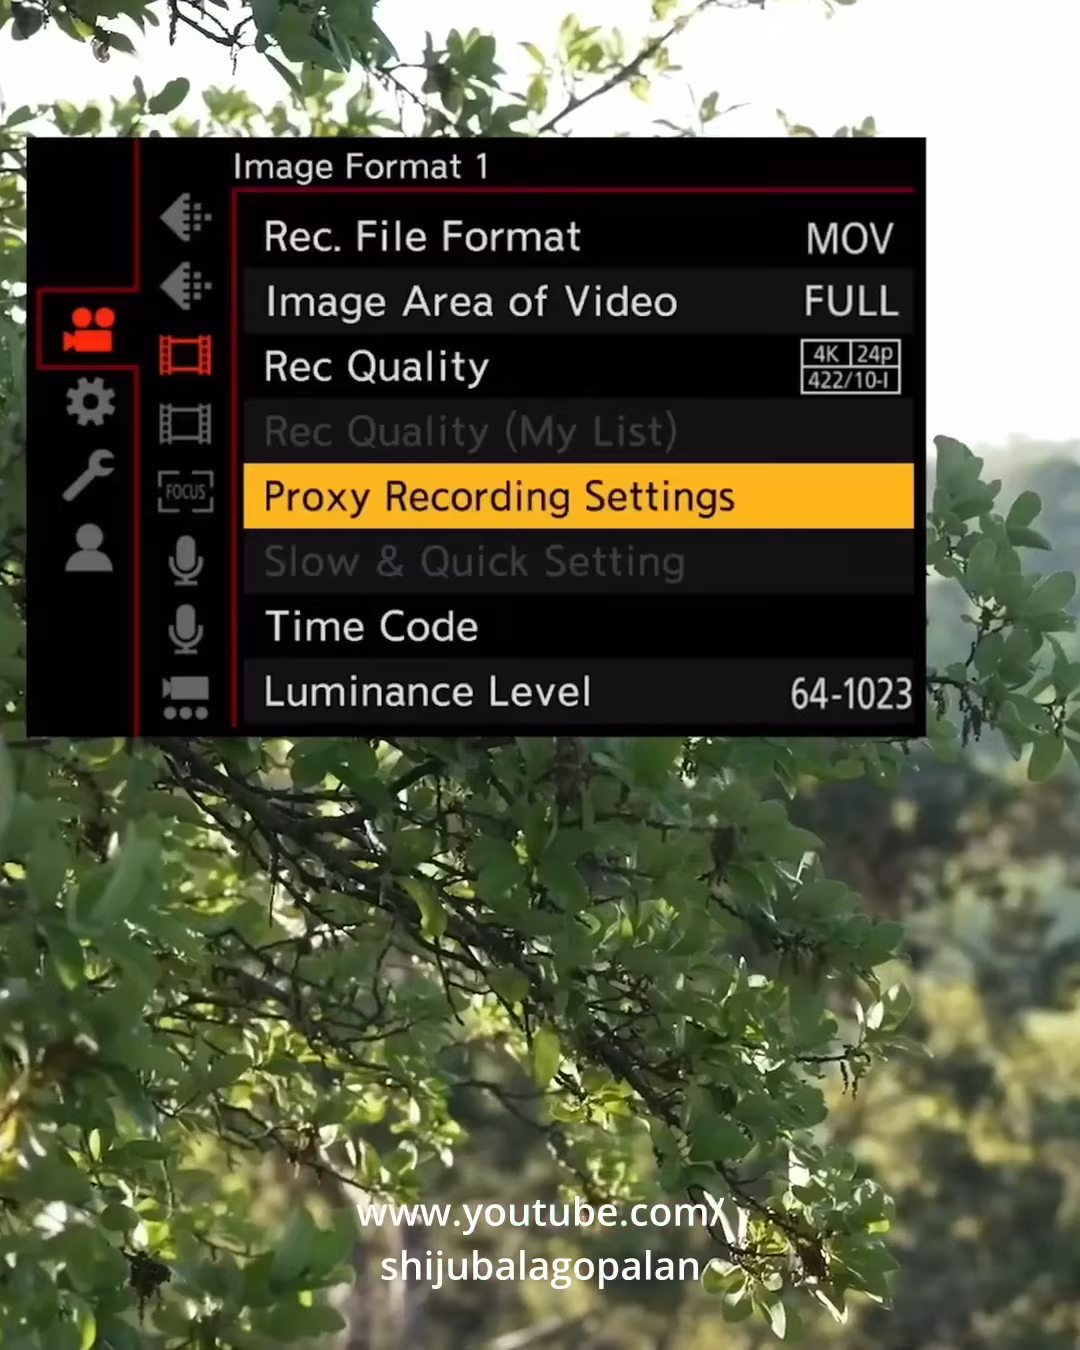 Image Format 1
Rec. File Format MOV
Image Area of Video FULL
Rec Quality 4K 24p 422/10-I
Rec Quality (My List)
Proxy Recording Settings
FOCUS
Slow & Quick Setting
Time Code
Luminance Level 64-1023
www.youtube.com/
shijubalagopalan